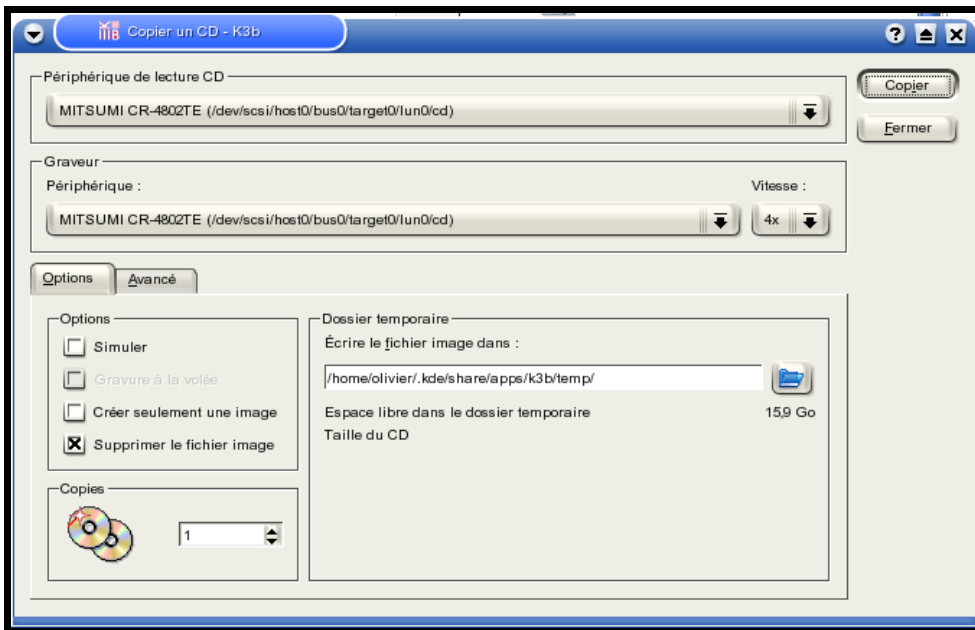 Copier un CD - K3b
Périphérique de lecture CD
MITSUMI CR-4802TE (/dev/scsi/host0/bus0/target0/lun0/cd)
Copier
Fermer
Graveur
Périphérique : Vitesse :
MITSUMI CR-4802TE (/dev/scsi/host0/bus0/target0/lun0/cd) 4x
Options Avancé
Options
Simuler
Gravure à la volée
Créer seulement une image
Supprimer le fichier image
Copies
1
Dossier temporaire
Écrire le fichier image dans :
/home/olivier/.kde/share/apps/k3b/temp/
Espace libre dans le dossier temporaire 15,9 Go
Taille du CD